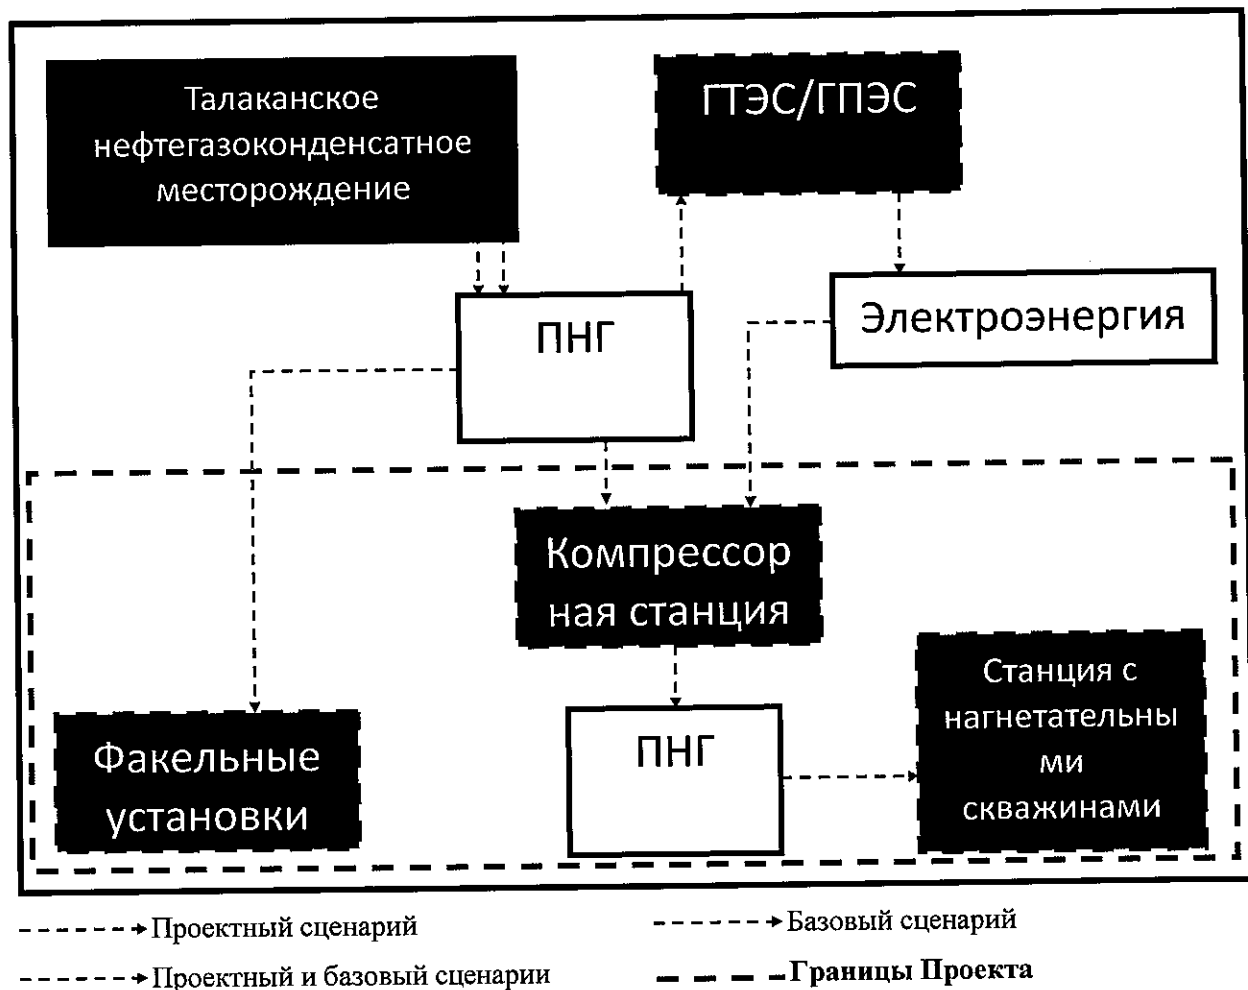 Талаканское
нефтегазоконденсатное
месторождение
ГТЭС/ГПЭС
ПНГ
Электроэнергия
Компрессор
ная станция
Факельные
установки
ПНГ
Станция с
нагнетательны
ми
скважинами
Проектный сценарий
Базовый сценарий
Проектный и базовый сценарии
Границы Проекта